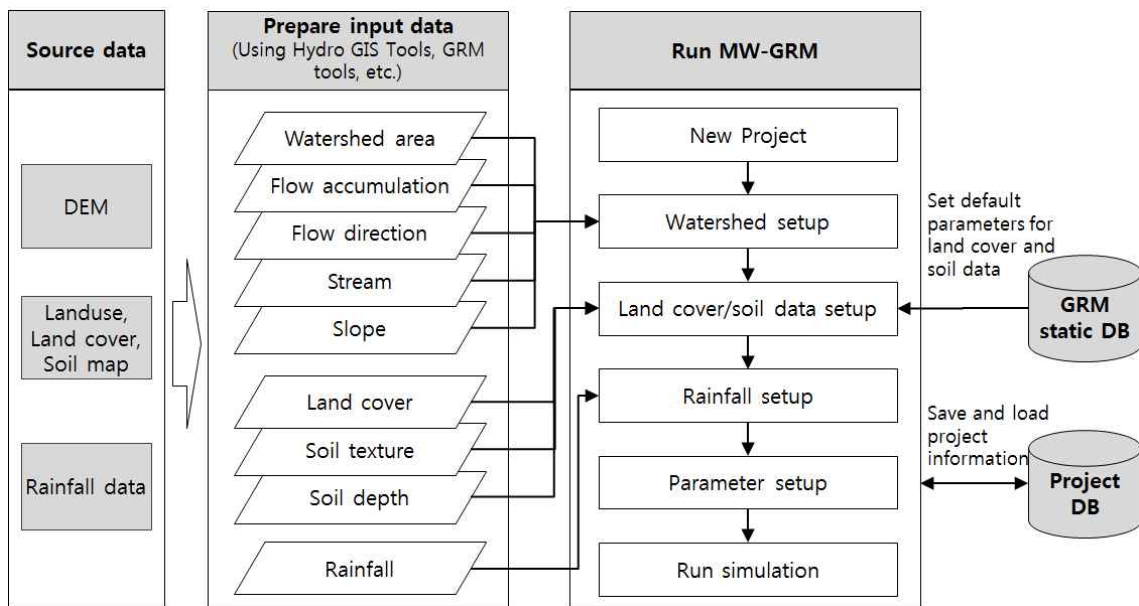 Source data
DEM
Landuse,
Land cover,
Soil map
Rainfall data
Prepare input data
(Using Hydro GIS Tools, GRM
tools, etc.)
Watershed area
Flow accumulation
Flow direction
Stream
Slope
Land cover
Soil texture
Soil depth
Rainfall
Run MW-GRM
New Project
Watershed setup
Land cover/soil data setup
Rainfall setup
Parameter setup
Run simulation
Set default
parameters for
land cover and
soil data
GRM
static DB
Save and load
project
information
Project
DB